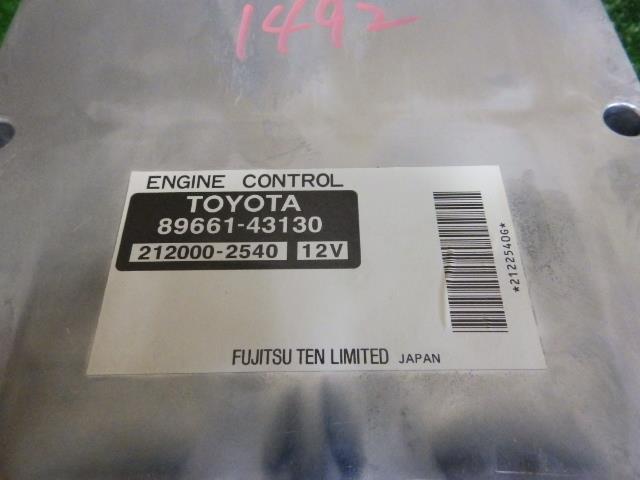 1492
ENGINE CONTROL
TOYOTA
89661-43130
212000-2540 12V
*2122540G*
FUJITSU TEN LIMITED JAPAN